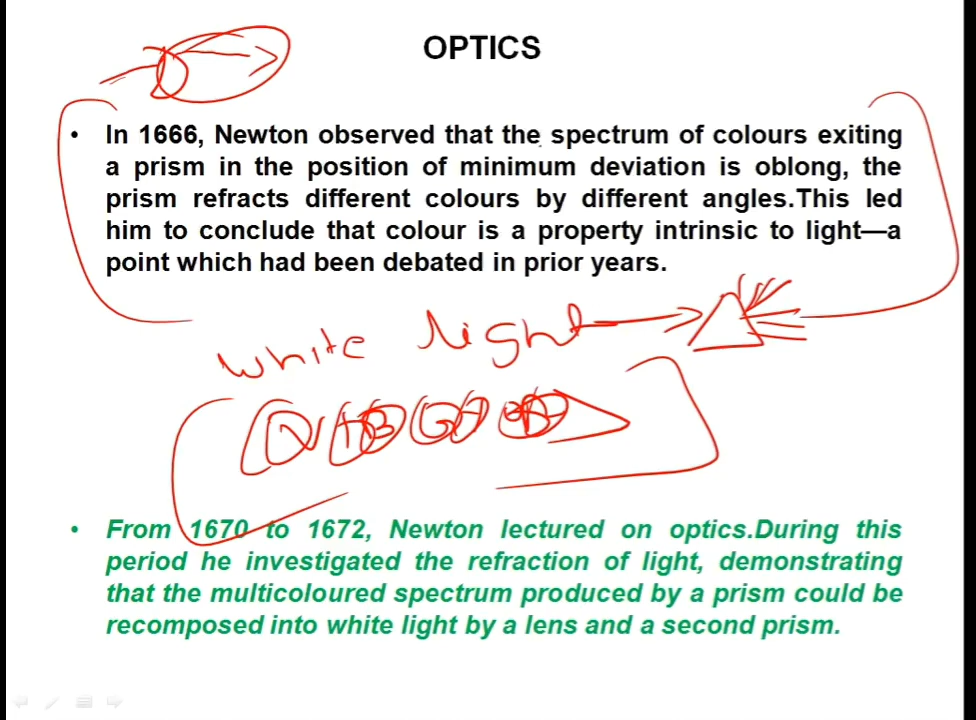 OPTICS
• In 1666, Newton observed that the spectrum of colours exiting
a prism in the position of minimum deviation is oblong, the
prism refracts different colours by different angles.This led
him to conclude that colour is a property intrinsic to light—a
point which had been debated in prior years.
White light
• From 1670 to 1672, Newton lectured on optics.During this
period he investigated the refraction of light, demonstrating
that the multicoloured spectrum produced by a prism could be
recomposed into white light by a lens and a second prism.